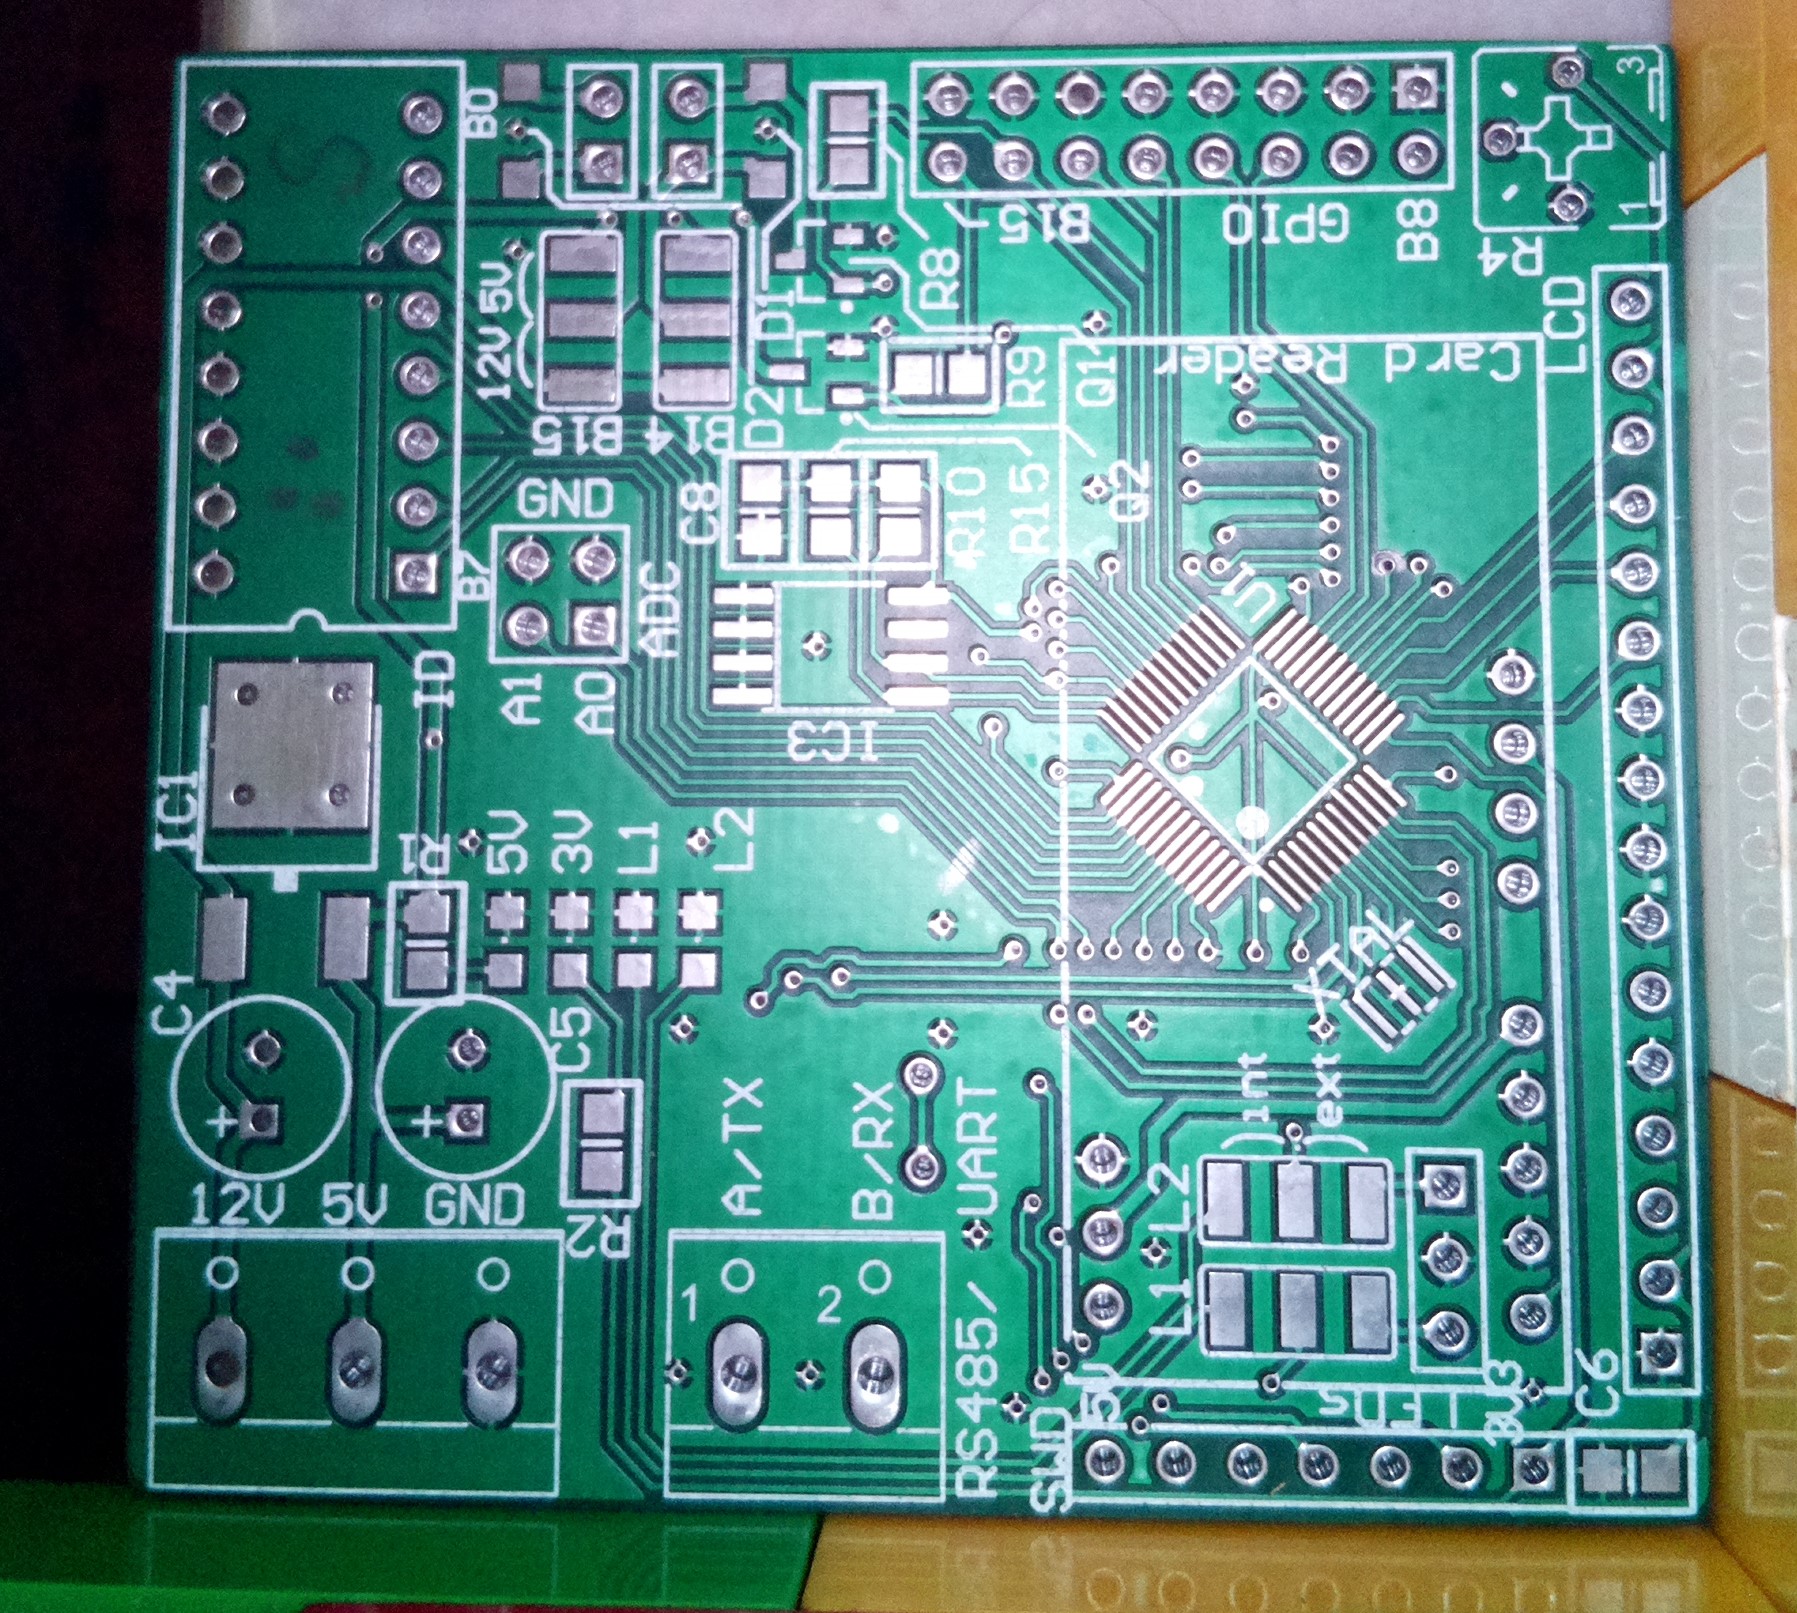 B0
3
1
R4
B15
GPIO
B8
R8
12V 5V
D1
LCD
Card Reader
R9
Q1
B15
B14
D2
GND
C8
R10
R15
Q2
B7
ADC
U1
ID
A1
A0
IC3
IC1
R1
5V
3V
L1
L2
C4
C5
XTAL
int
ext
A/TX
B/RX
RS485/ UART
+
+
12V
5V
GND
R2
L2
L1
1
2
5V
LEDs
3V3
C6
SWD